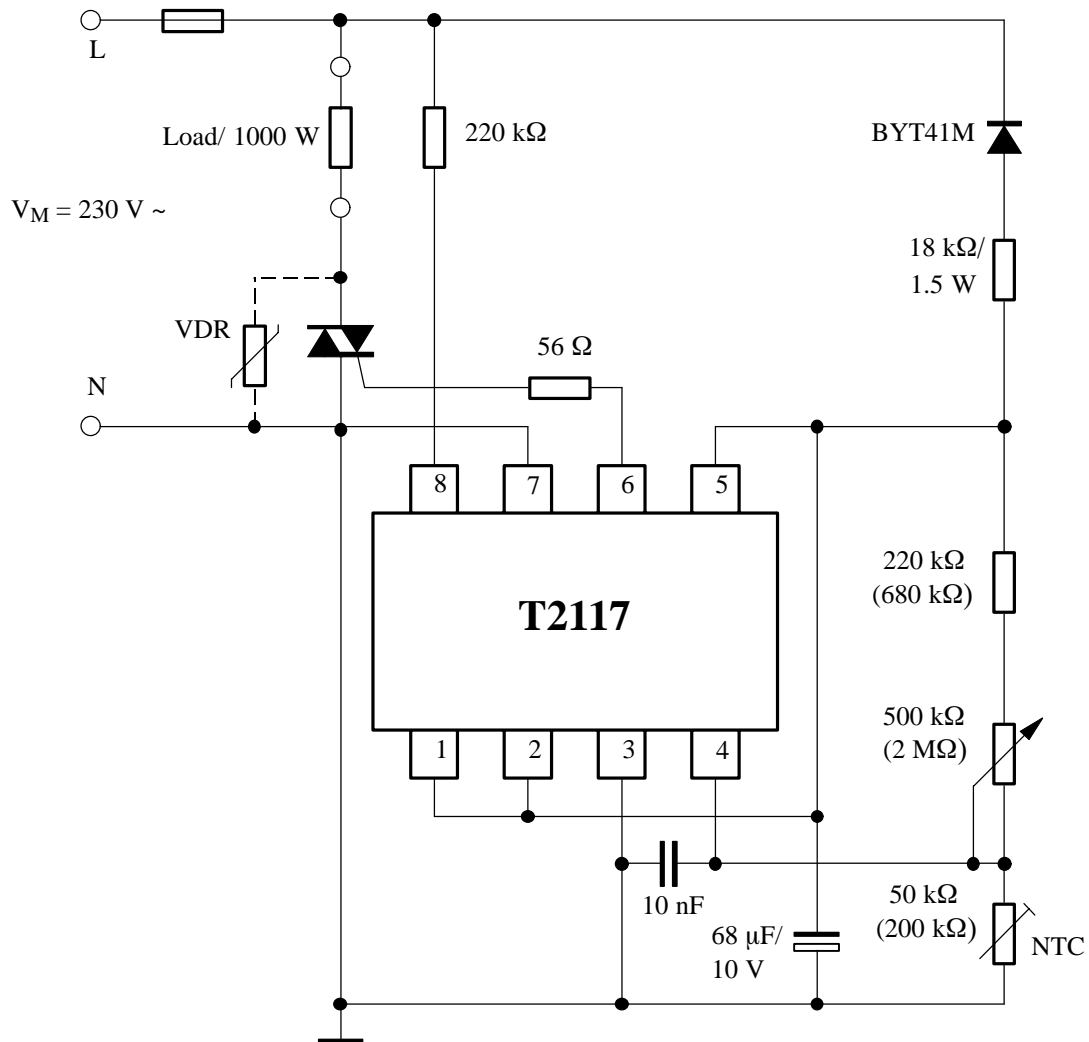 L
Load/ 1000 W
220 kΩ
BYT41M
V_M = 230 V ~
18 kΩ/
1.5 W
VDR
56 Ω
N
8
7
6
5
220 kΩ
(680 kΩ)
T2117
500 kΩ
(2 MΩ)
1
2
3
4
10 nF
50 kΩ
(200 kΩ)
NTC
68 µF/
10 V